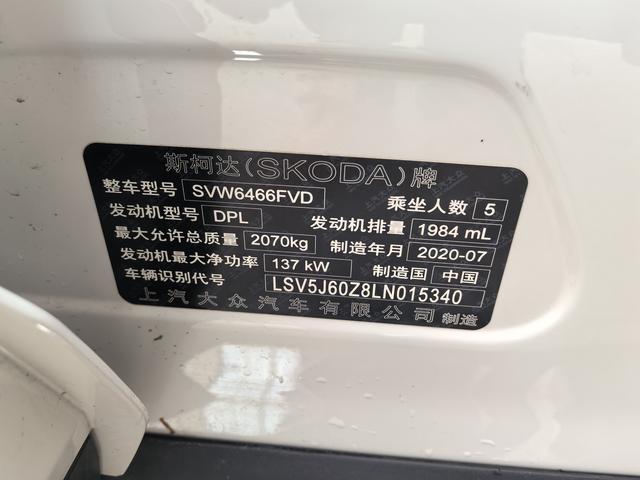 斯柯达(SKODA)牌
整车型号 SVW6466FVD 乘坐人数 5
发动机型号 DPL 发动机排量 1984 mL
最大允许总质量 2070kg 制造年月 2020-07
发动机最大净功率 137 kW 制造国 中国
车辆识别代号 LSV5J60Z8LN015340
上汽大众汽车有限公司 制造